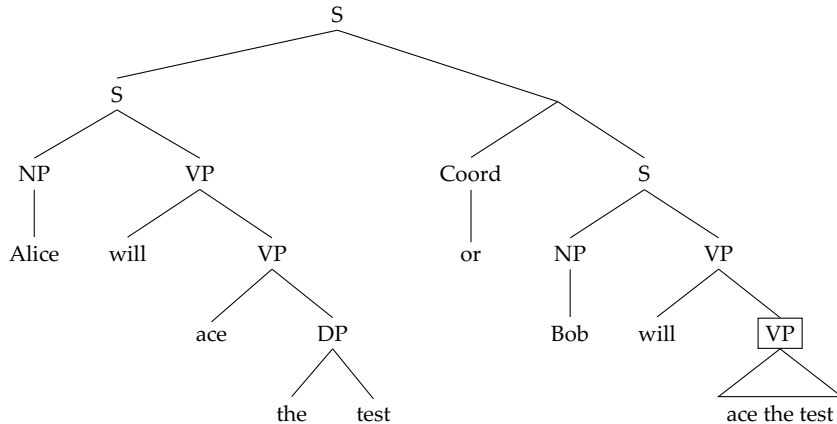 S
S
NP VP Coord S
Alice will VP or NP VP
ace DP Bob will VP
the test ace the test